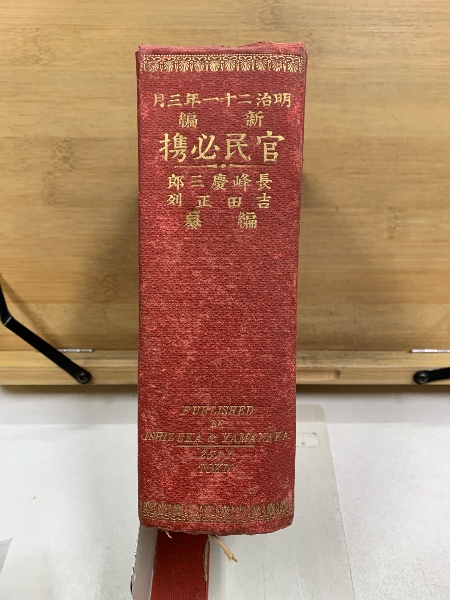 明治二十一年三月
新編
官民必携
長峰慶三郎
吉田正列
編纂
PUBLISHED
BY
ISHIZUKA & YAMANAKA